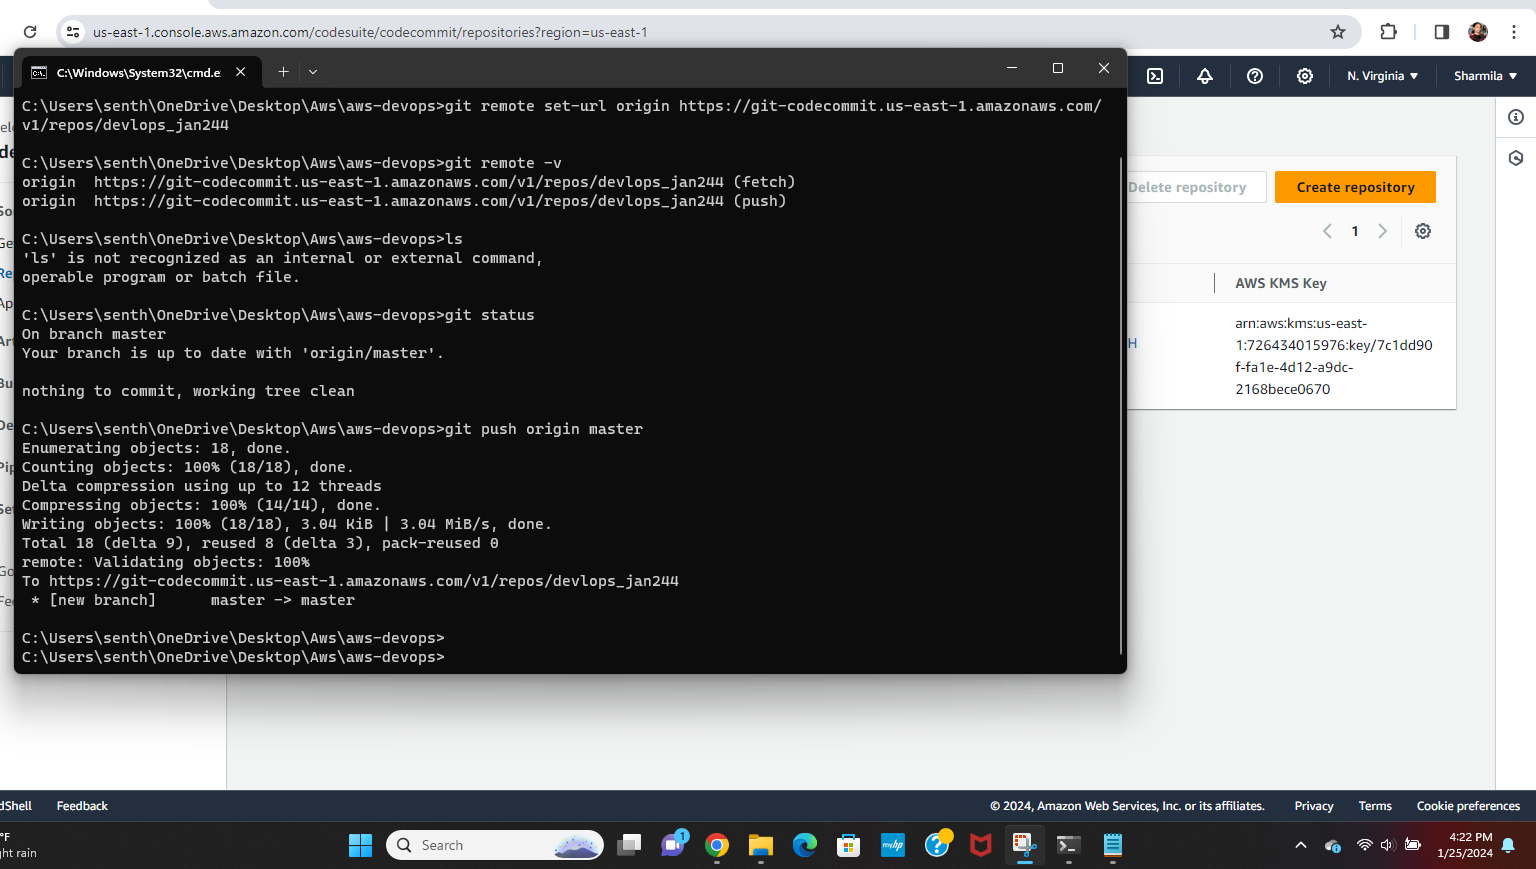 us-east-1.console.aws.amazon.com/codesuite/codecommit/repositories?region=us-east-1
C:\Windows\System32\cmd.e
N. Virginia
Sharmila
C:\Users\senth\OneDrive\Desktop\Aws\aws-devops>git remote set-url origin https://git-codecommit.us-east-1.amazonaws.com/
v1/repos/devlops_jan244
C:\Users\senth\OneDrive\Desktop\Aws\aws-devops>git remote -v
origin  https://git-codecommit.us-east-1.amazonaws.com/v1/repos/devlops_jan244 (fetch)
origin  https://git-codecommit.us-east-1.amazonaws.com/v1/repos/devlops_jan244 (push)
C:\Users\senth\OneDrive\Desktop\Aws\aws-devops>ls
'ls' is not recognized as an internal or external command,
operable program or batch file.
C:\Users\senth\OneDrive\Desktop\Aws\aws-devops>git status
On branch master
Your branch is up to date with 'origin/master'.
nothing to commit, working tree clean
C:\Users\senth\OneDrive\Desktop\Aws\aws-devops>git push origin master
Enumerating objects: 18, done.
Counting objects: 100% (18/18), done.
Delta compression using up to 12 threads
Compressing objects: 100% (14/14), done.
Writing objects: 100% (18/18), 3.04 KiB | 3.04 MiB/s, done.
Total 18 (delta 9), reused 8 (delta 3), pack-reused 0
remote: Validating objects: 100%
To https://git-codecommit.us-east-1.amazonaws.com/v1/repos/devlops_jan244
 * [new branch]      master -> master
C:\Users\senth\OneDrive\Desktop\Aws\aws-devops>
C:\Users\senth\OneDrive\Desktop\Aws\aws-devops>
Delete repository
Create repository
1
AWS KMS Key
H
arn:aws:kms:us-east-
1:726434015976:key/7c1dd90
f-fa1e-4d12-a9dc-
2168bece0670
dShell
Feedback
© 2024, Amazon Web Services, Inc. or its affiliates.
Privacy
Terms
Cookie preferences
°F
ht rain
Search
1
myhp
4:22 PM
1/25/2024